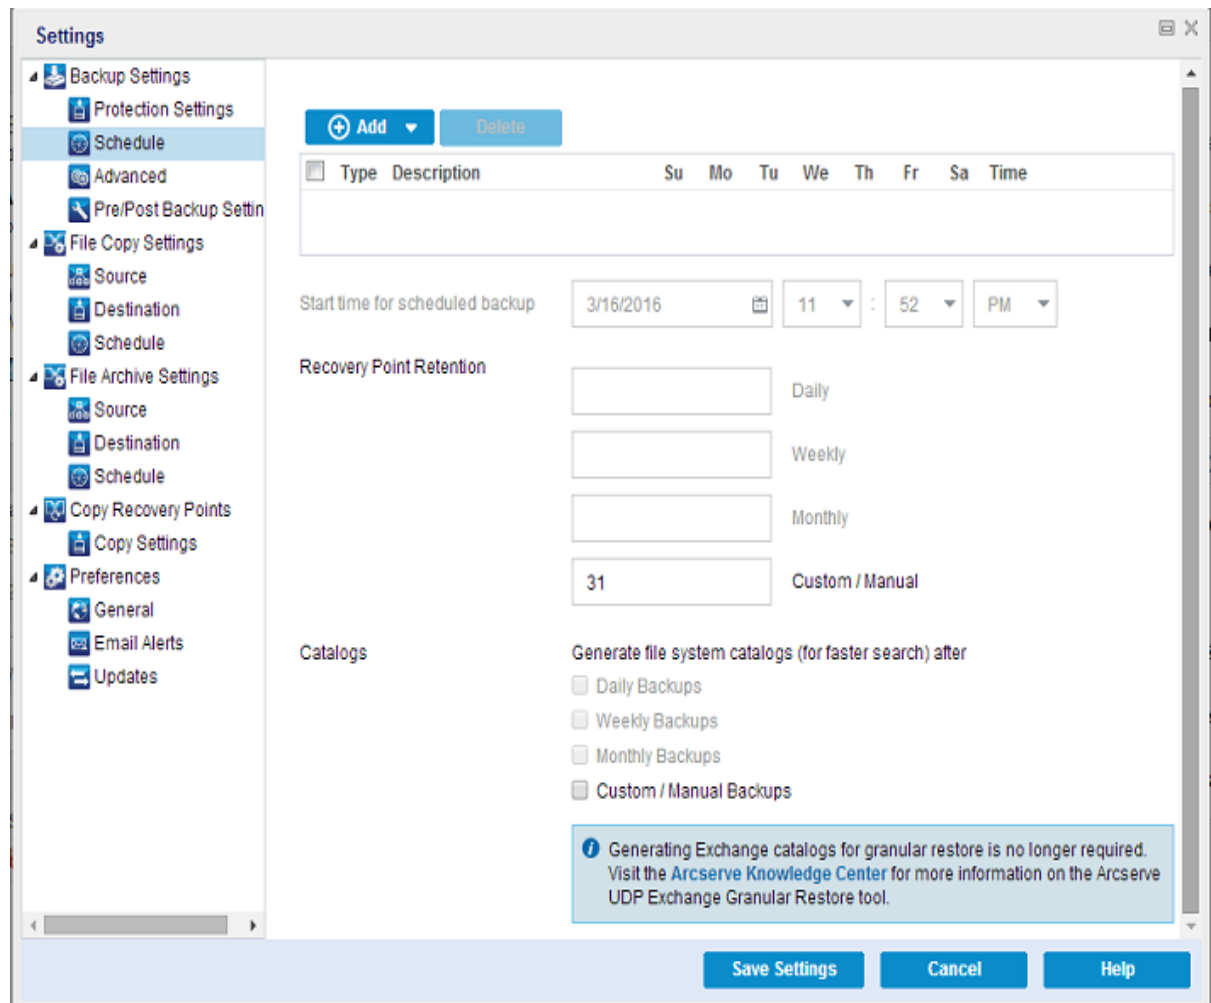 Settings
Backup Settings
Protection Settings
Schedule
Advanced
Pre/Post Backup Settin
File Copy Settings
Source
Destination
Schedule
File Archive Settings
Source
Destination
Schedule
Copy Recovery Points
Copy Settings
Preferences
General
Email Alerts
Updates
Add Delete
Type Description Su Mo Tu We Th Fr Sa Time
Start time for scheduled backup 3/16/2016 11 : 52 PM
Recovery Point Retention
Daily
Weekly
Monthly
31 Custom / Manual
Catalogs Generate file system catalogs (for faster search) after
Daily Backups
Weekly Backups
Monthly Backups
Custom / Manual Backups
Generating Exchange catalogs for granular restore is no longer required.
Visit the Arcserve Knowledge Center for more information on the Arcserve
UDP Exchange Granular Restore tool.
Save Settings Cancel Help